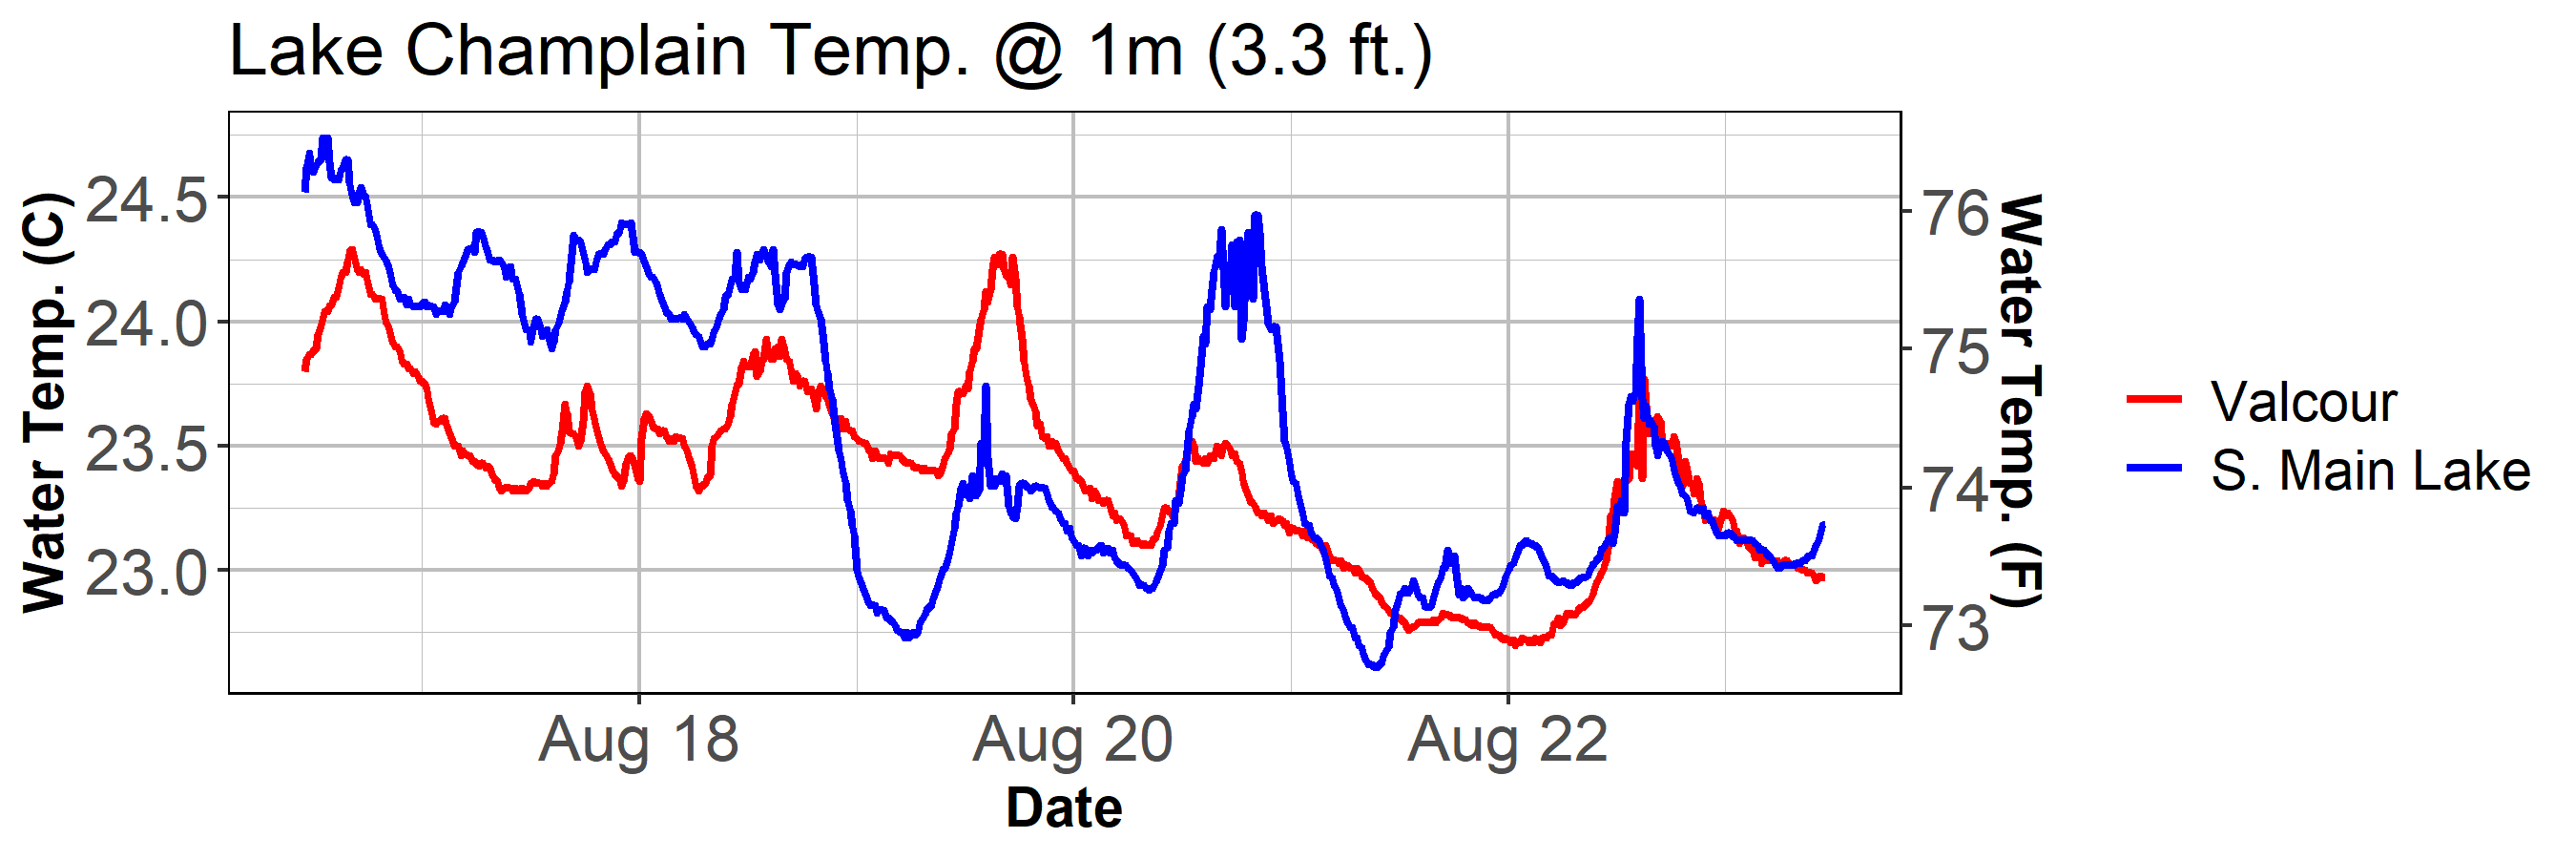 Lake Champlain Temp. @ 1m (3.3 ft.)
Water Temp. (C)
24.5
24.0
23.5
23.0
76
75
74
73
Water Temp. (F)
Aug 18
Aug 20
Aug 22
Date
Valcour
S. Main Lake